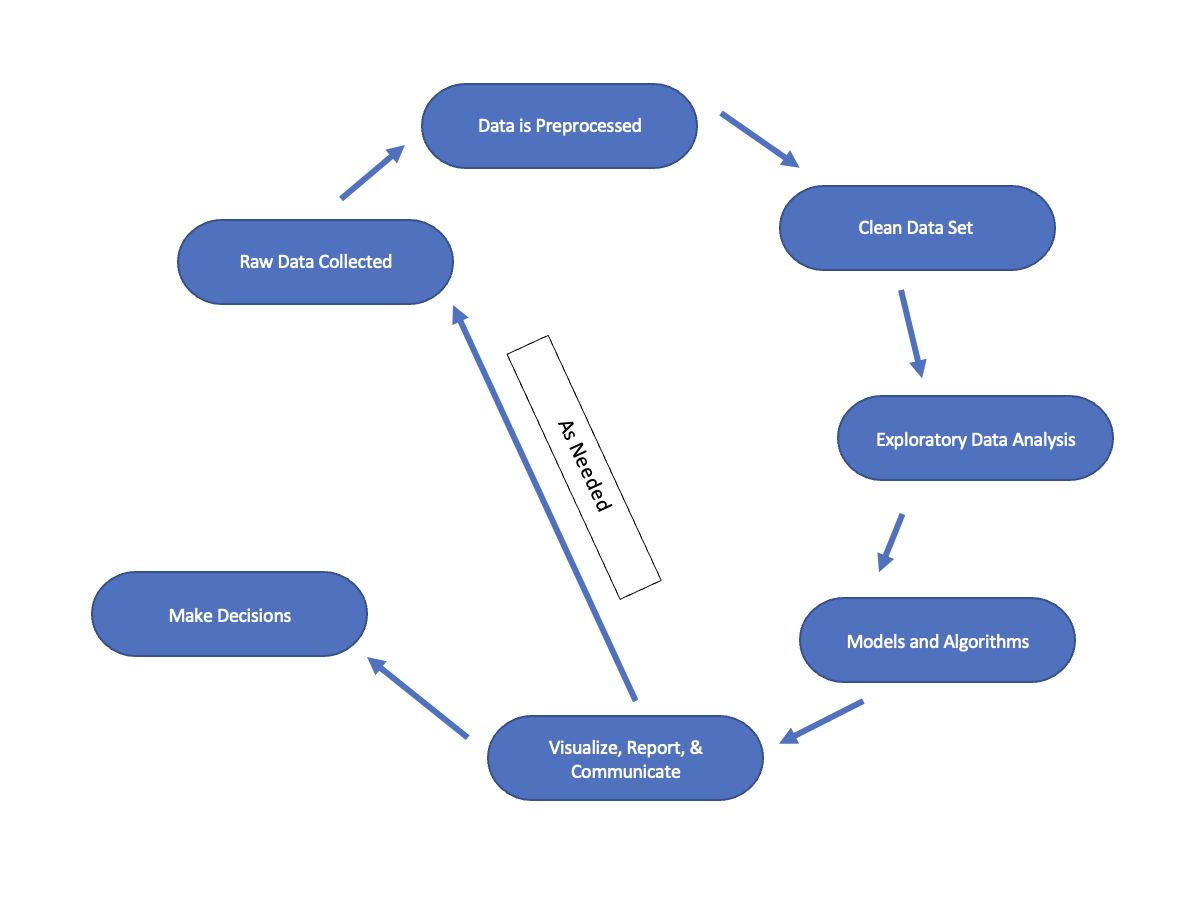 Data is Preprocessed
Clean Data Set
Raw Data Collected
Exploratory Data Analysis
As Needed
Make Decisions
Models and Algorithms
Visualize, Report, &
Communicate